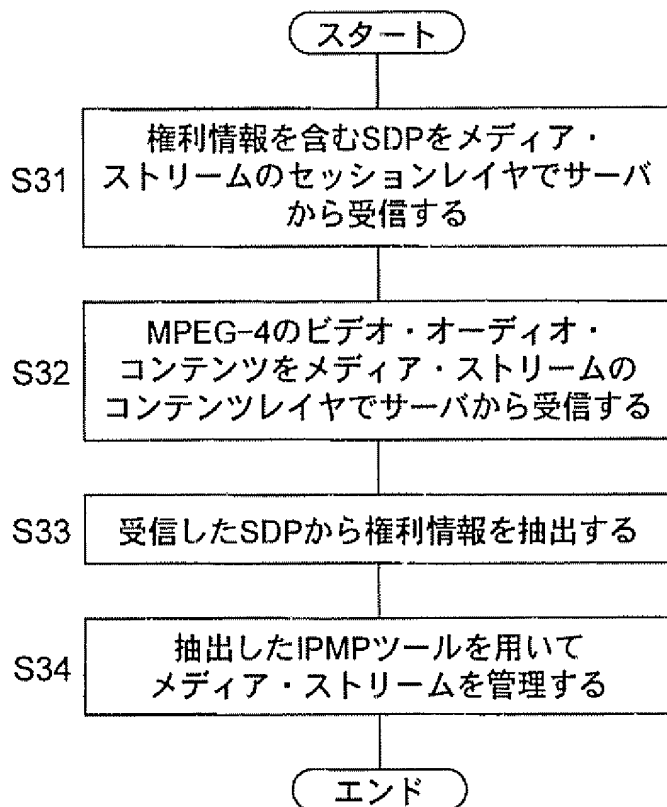 スタート
S31
権利情報を含むSDPをメディア・
ストリームのセッションレイヤでサーバ
から受信する
S32
MPEG-4のビデオ・オーディオ・
コンテンツをメディア・ストリームの
コンテンツレイヤでサーバから受信する
S33
受信したSDPから権利情報を抽出する
S34
抽出したIPMPツールを用いて
メディア・ストリームを管理する
エンド